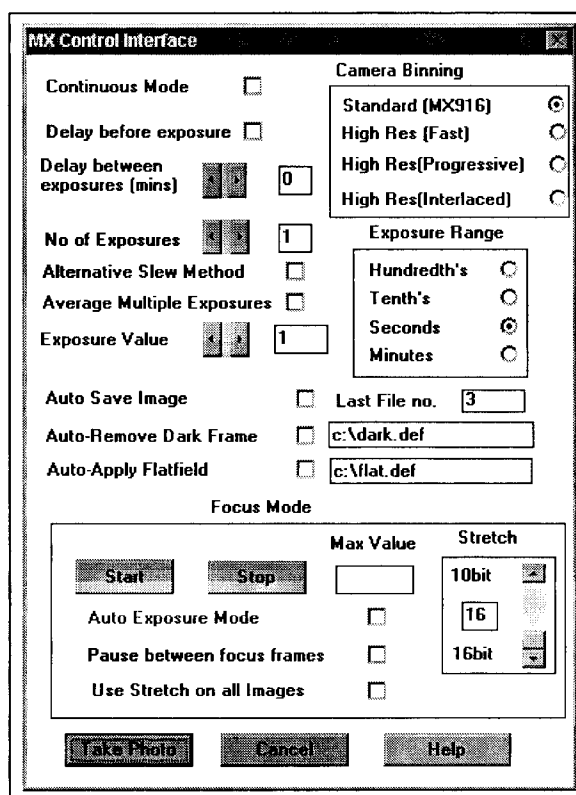 MX Control Interface
Continuous Mode
Delay before exposure
Delay between
exposures (mins)
0
No of Exposures
1
Alternative Slew Method
Average Multiple Exposures
Exposure Value
1
Camera Binning
Standard (MX916)
High Res (Fast)
High Res(Progressive)
High Res(Interlaced)
Exposure Range
Hundredth's
Tenth's
Seconds
Minutes
Auto Save Image
Last File no.
3
Auto-Remove Dark Frame
c:\dark.def
Auto-Apply Flatfield
c:\flat.def
Focus Mode
Start
Stop
Max Value
Stretch
10bit
16
16bit
Auto Exposure Mode
Pause between focus frames
Use Stretch on all Images
Take Photo
Cancel
Help